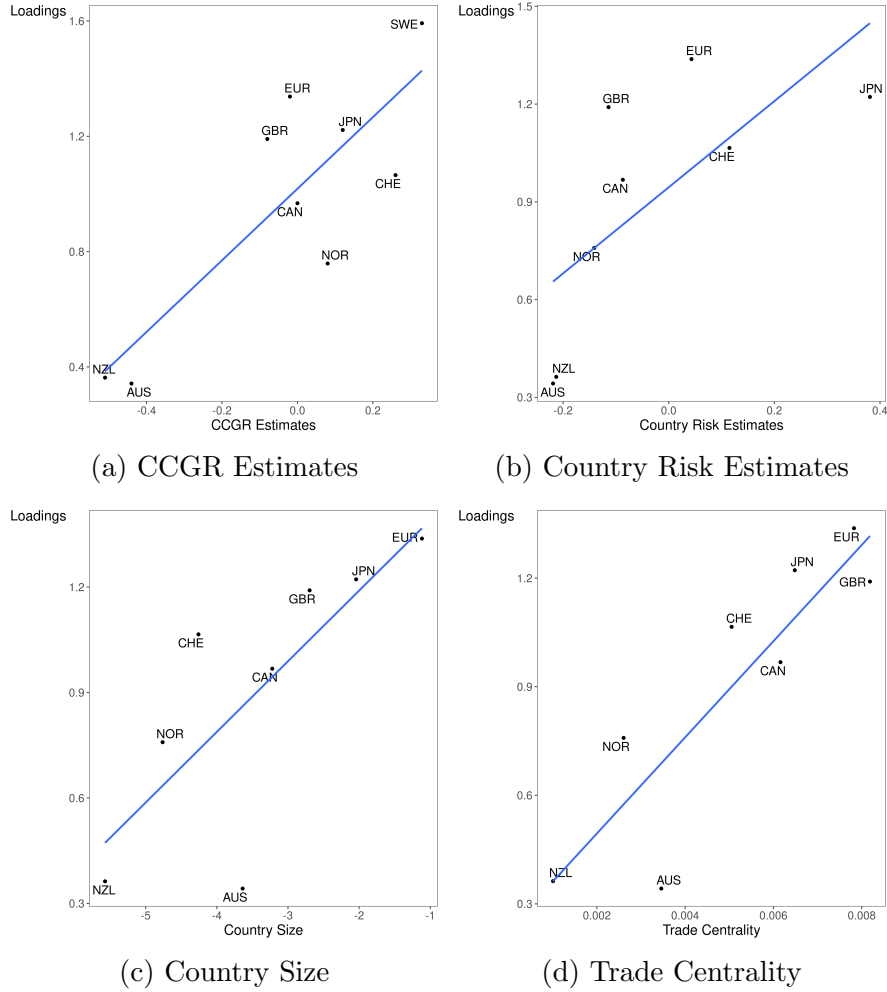 Loadings
1.6
1.2
0.8
0.4
SWE
EUR
JPN
GBR
CHE
CAN
NOR
NZL
AUS
-0.4 -0.2 0.0 0.2
CCGR Estimates
(a) CCGR Estimates
Loadings
1.5
1.2
0.9
0.6
0.3
EUR
JPN
GBR
CHE
CAN
NOR
NZL
AUS
-0.2 0.0 0.2 0.4
Country Risk Estimates
(b) Country Risk Estimates
Loadings
1.2
0.9
0.6
0.3
EUR
JPN
GBR
CHE
CAN
NOR
NZL
AUS
-5 -4 -3 -2 -1
Country Size
(c) Country Size
Loadings
1.2
0.9
0.6
0.3
EUR
JPN
GBR
CHE
CAN
NOR
NZL
AUS
0.002 0.004 0.006 0.008
Trade Centrality
(d) Trade Centrality